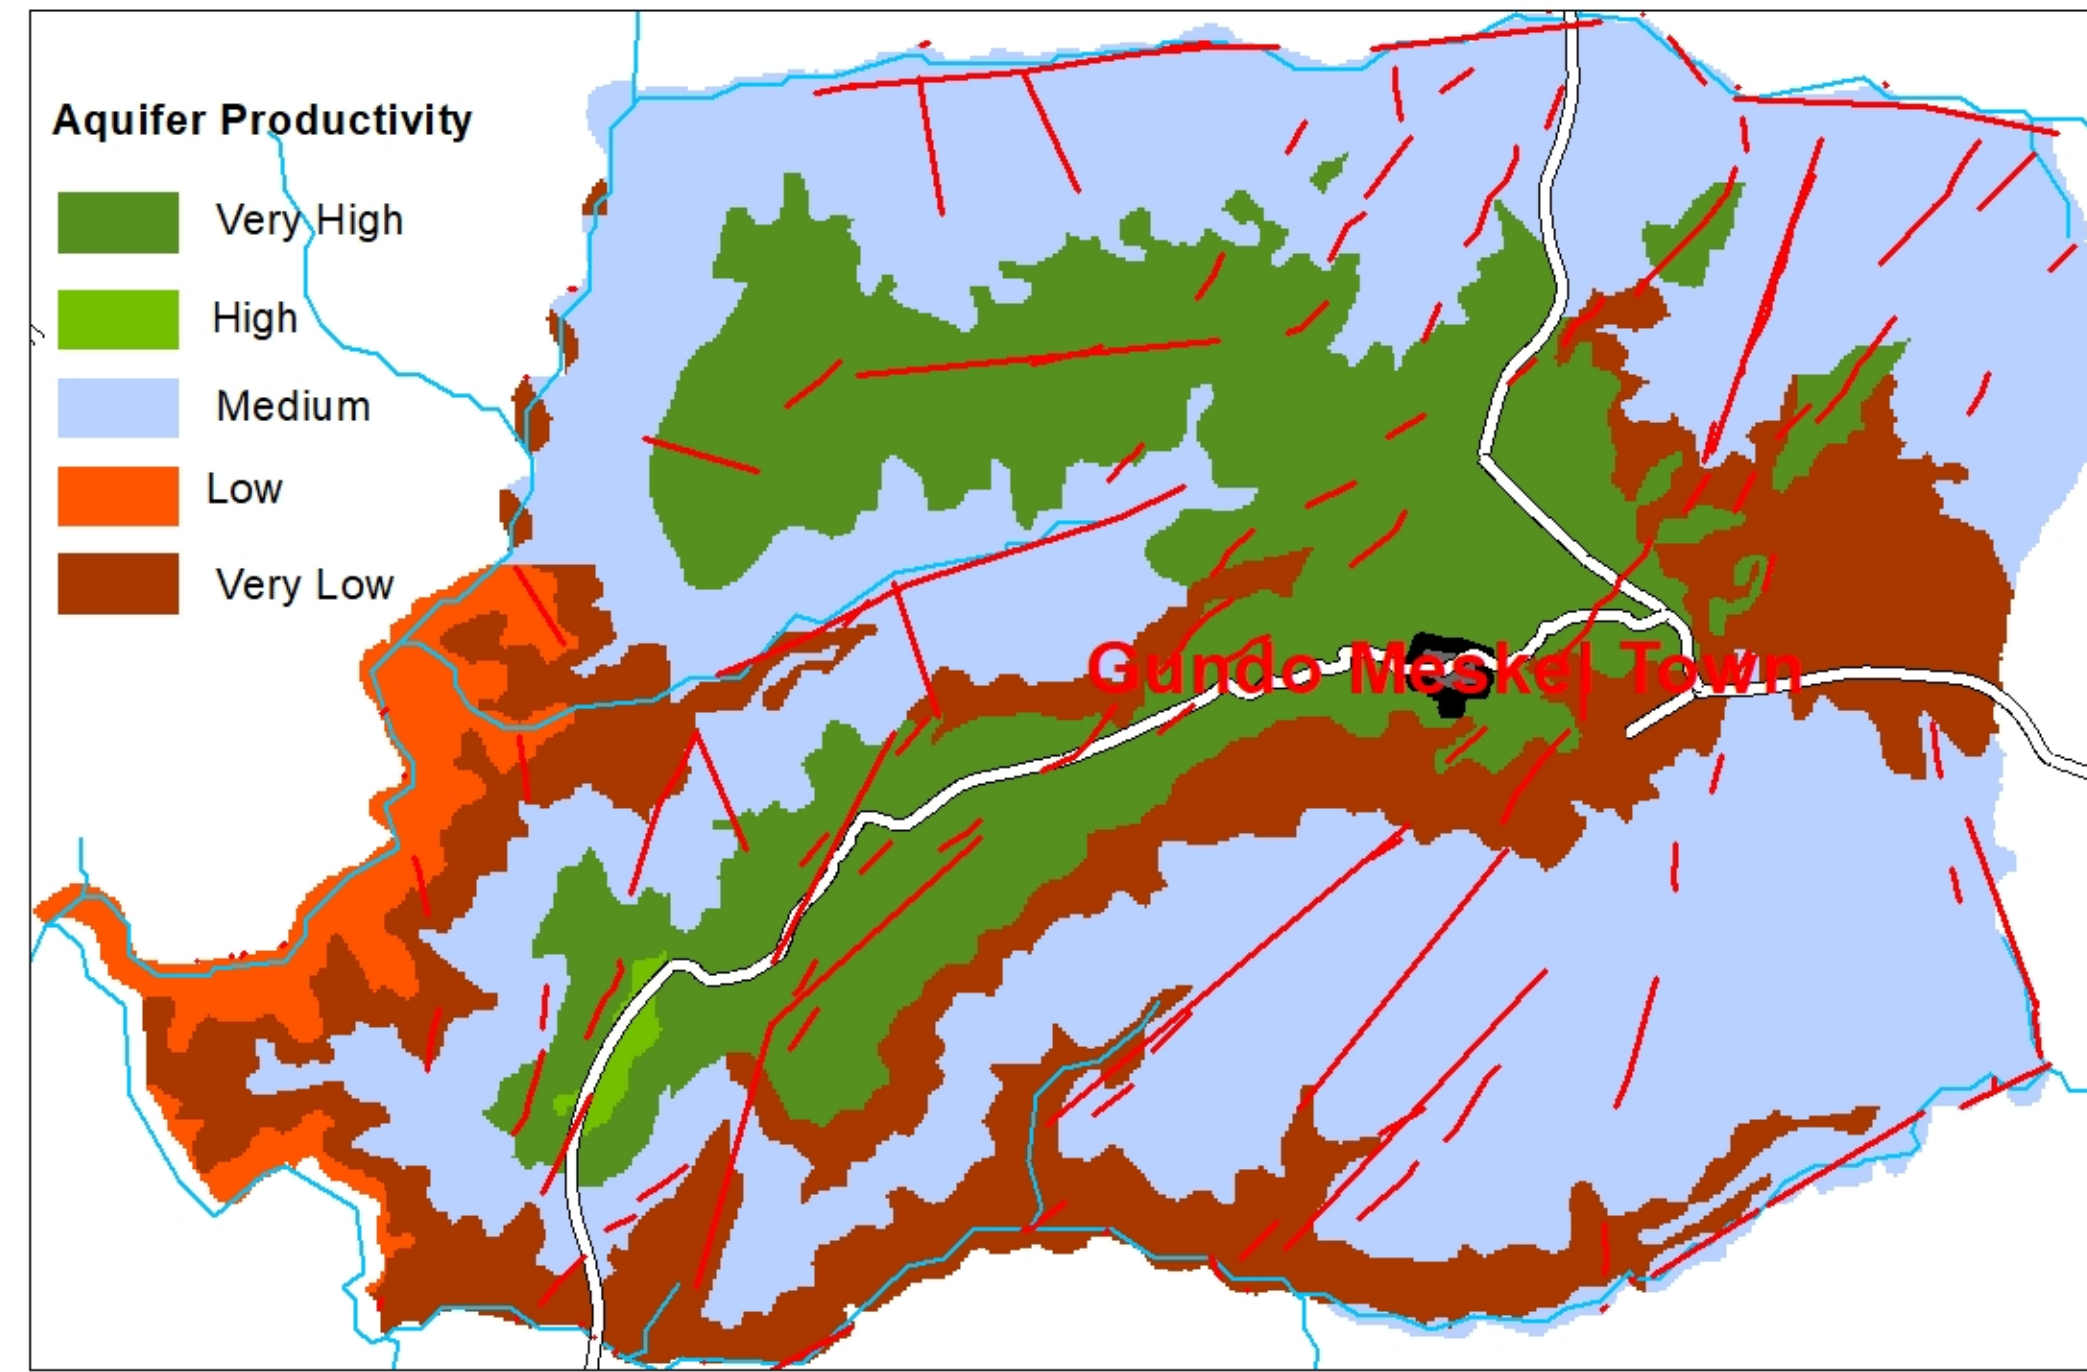 Aquifer Productivity
Very High
High
Medium
Low
Very Low
Gundo Meskel Town